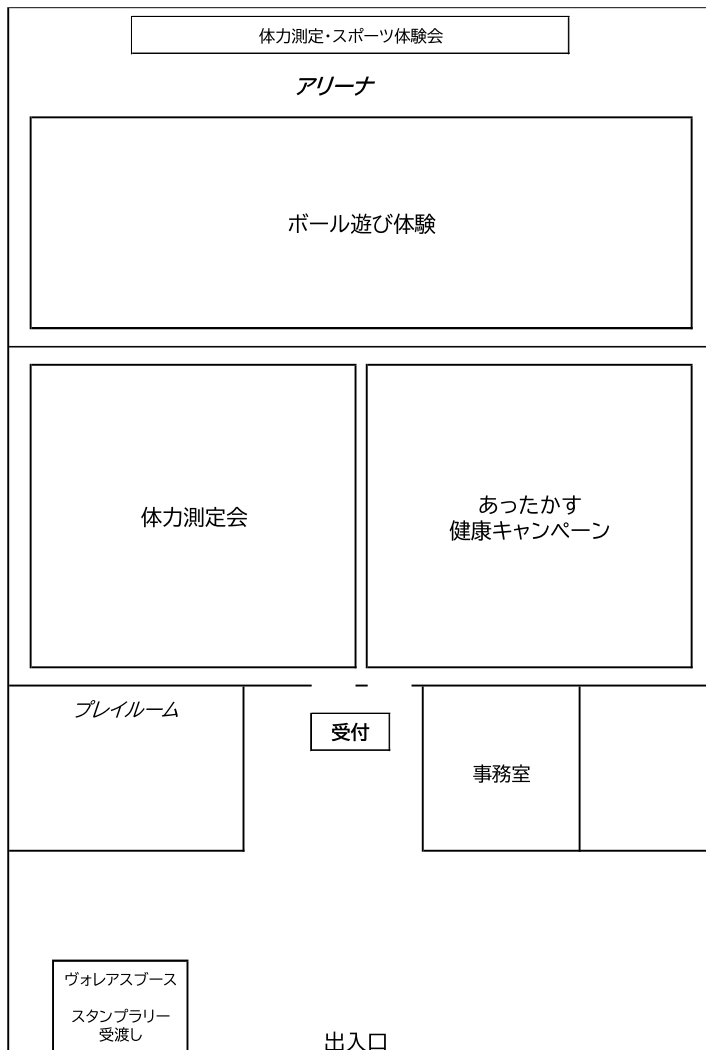 体力測定・スポーツ体験会
アリーナ
ボール遊び体験
体力測定会
あったかす
健康キャンペーン
プレイルーム
受付
事務室
ヴォレアスブース
スタンプラリー
受渡し
出入口